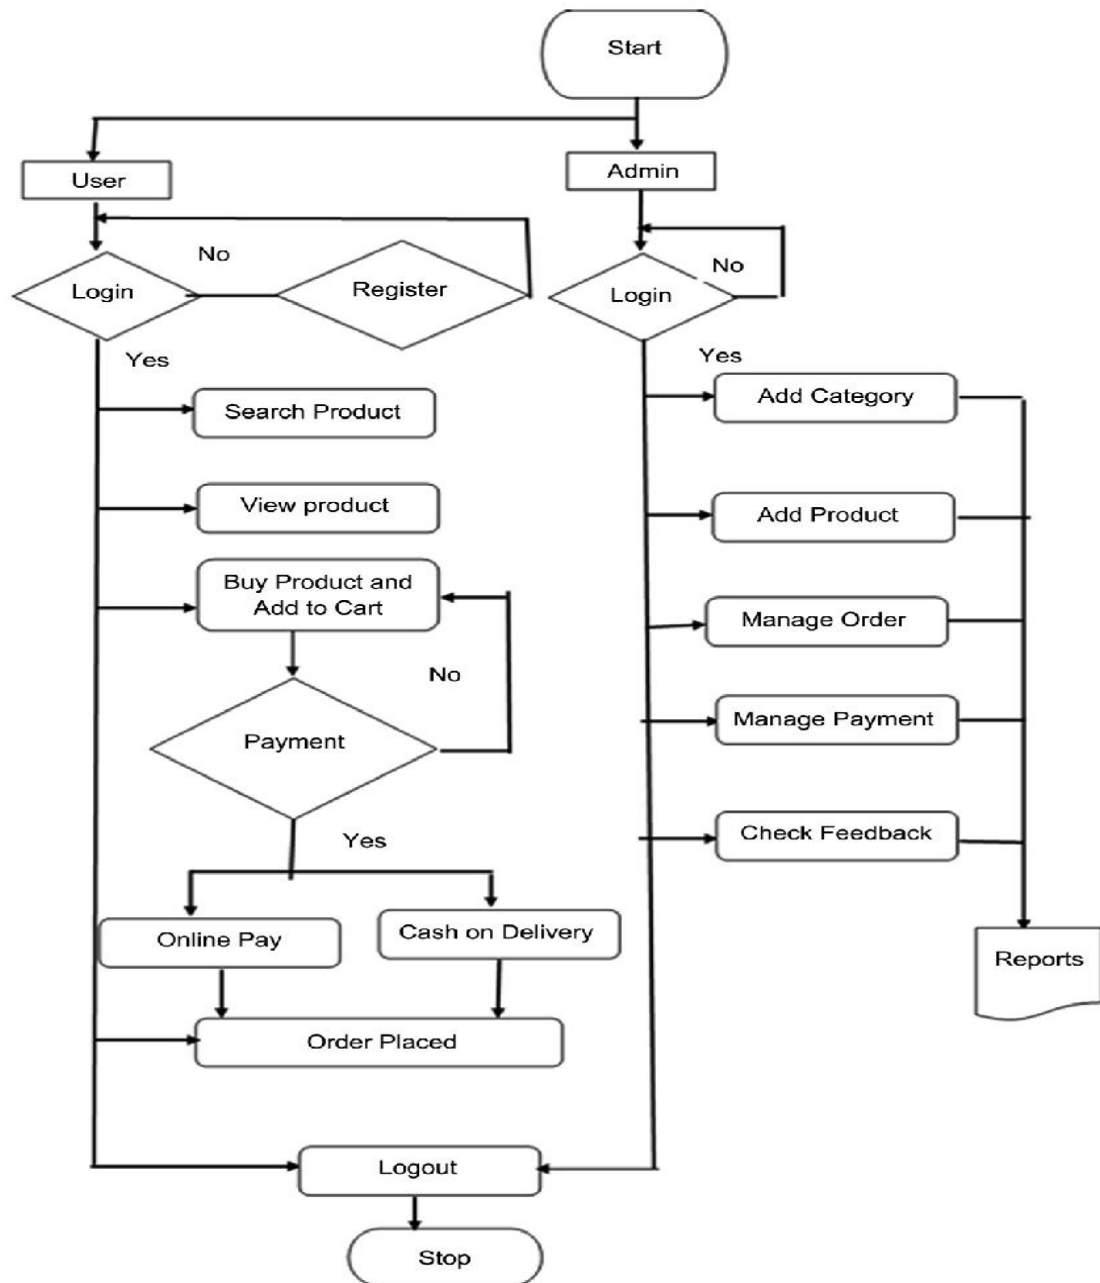 Start
User
Admin
No
Login
Register
No
Login
Yes
Yes
Search Product
Add Category
View product
Add Product
Buy Product and
Add to Cart
Manage Order
No
Payment
Manage Payment
Yes
Check Feedback
Online Pay
Cash on Delivery
Reports
Order Placed
Logout
Stop